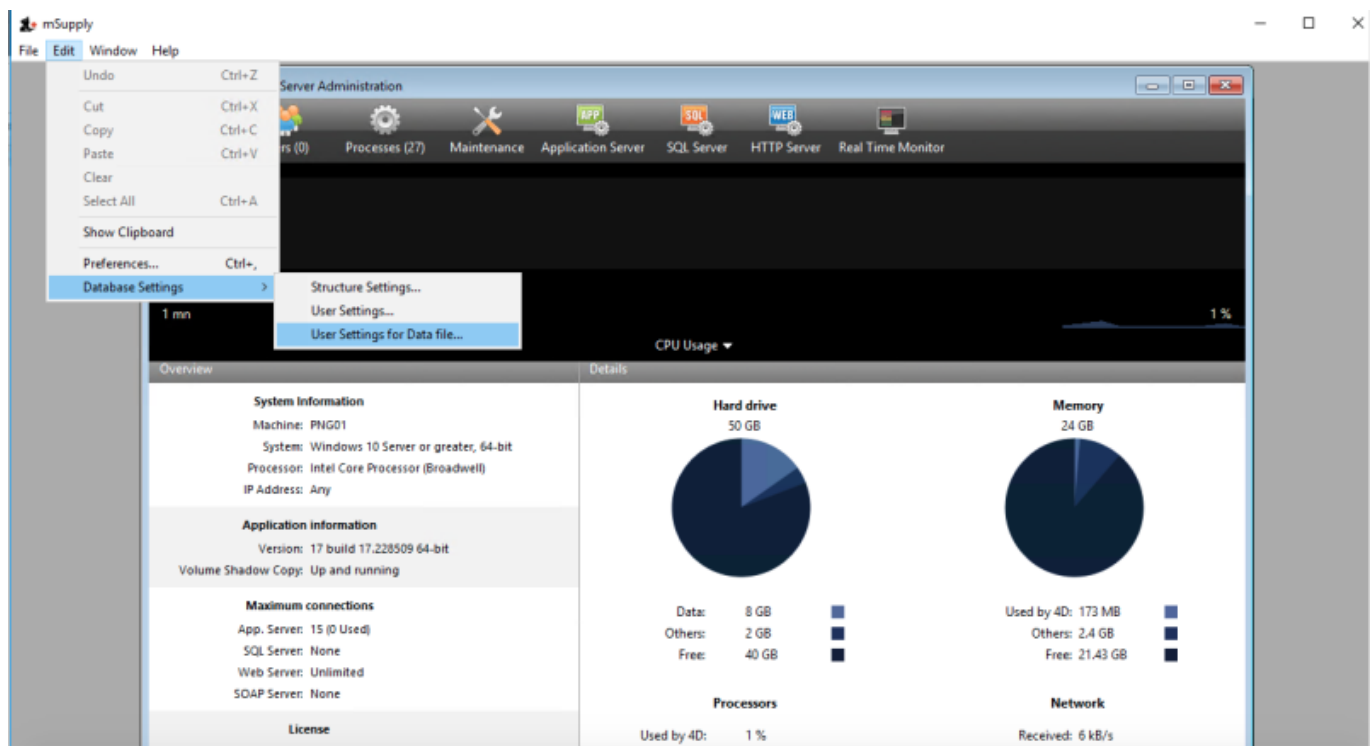 mSupply
File Edit Window Help
Undo Ctrl+Z
Cut Ctrl+X
Copy Ctrl+C
Paste Ctrl+V
Clear
Select All Ctrl+A
Show Clipboard
Preferences... Ctrl+,
Database Settings >
Structure Settings...
User Settings...
User Settings for Data file...
Server Administration
rs (0) Processes (27) Maintenance Application Server SQL Server HTTP Server Real Time Monitor
APP SQL WEB
1 mn 1 %
CPU Usage
Overview
System Information
Machine: PNG01
System: Windows 10 Server or greater, 64-bit
Processor: Intel Core Processor (Broadwell)
IP Address: Any
Application information
Version: 17 build 17.228509 64-bit
Volume Shadow Copy: Up and running
Maximum connections
App. Server: 15 (0 Used)
SQL Server: None
Web Server: Unlimited
SOAP Server: None
License
Details
Hard drive
50 GB
Data: 8 GB
Others: 2 GB
Free: 40 GB
Processors
Used by 4D: 1 %
Memory
24 GB
Used by 4D: 173 MB
Others: 2.4 GB
Free: 21.43 GB
Network
Received: 6 kB/s